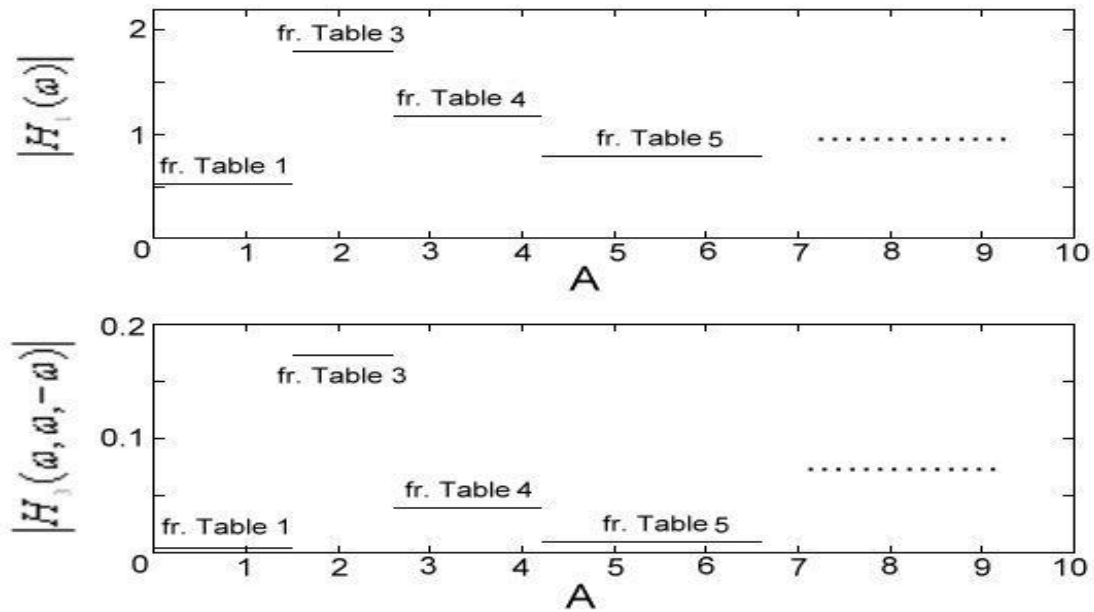 |H₁(ϖ)|
2
1
0
fr. Table 1
fr. Table 3
fr. Table 4
fr. Table 5
1 2 3 4 5 6 7 8 9 10
A
|H₃(ϖ,ϖ,−ϖ)|
0.2
0.1
0
fr. Table 1
fr. Table 3
fr. Table 4
fr. Table 5
1 2 3 4 5 6 7 8 9 10
A